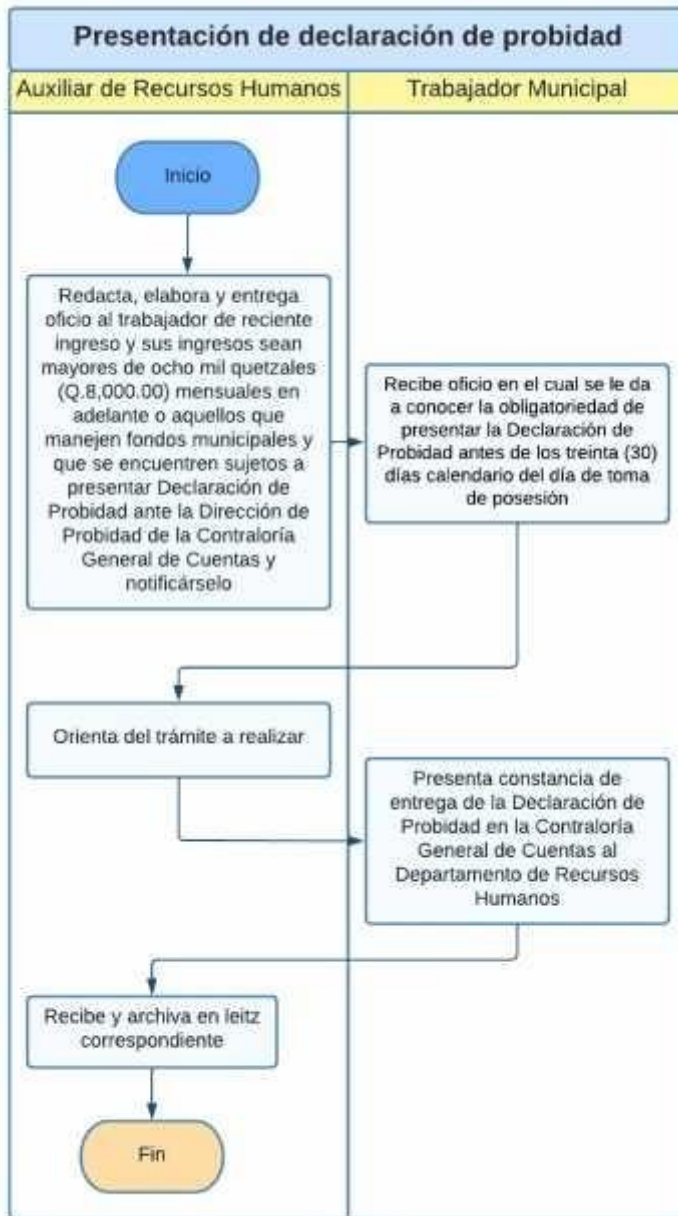 Presentación de declaración de probidad
Auxiliar de Recursos Humanos
Trabajador Municipal
Inicio
Redacta, elabora y entrega
oficio al trabajador de reciente
ingreso y sus ingresos sean
mayores de ocho mil quetzales
(Q.8,000.00) mensuales en
adelante o aquellos que
manejen fondos municipales y
que se encuentren sujetos a
presentar Declaración de
Probidad ante la Dirección de
Probidad de la Contraloría
General de Cuentas y
notificárselo
Recibe oficio en el cual se le da
a conocer la obligatoriedad de
presentar la Declaración de
Probidad antes de los treinta (30)
días calendario del día de toma
de posesión
Orienta del trámite a realizar
Presenta constancia de
entrega de la Declaración de
Probidad en la Contraloría
General de Cuentas al
Departamento de Recursos
Humanos
Recibe y archiva en leitz
correspondiente
Fin